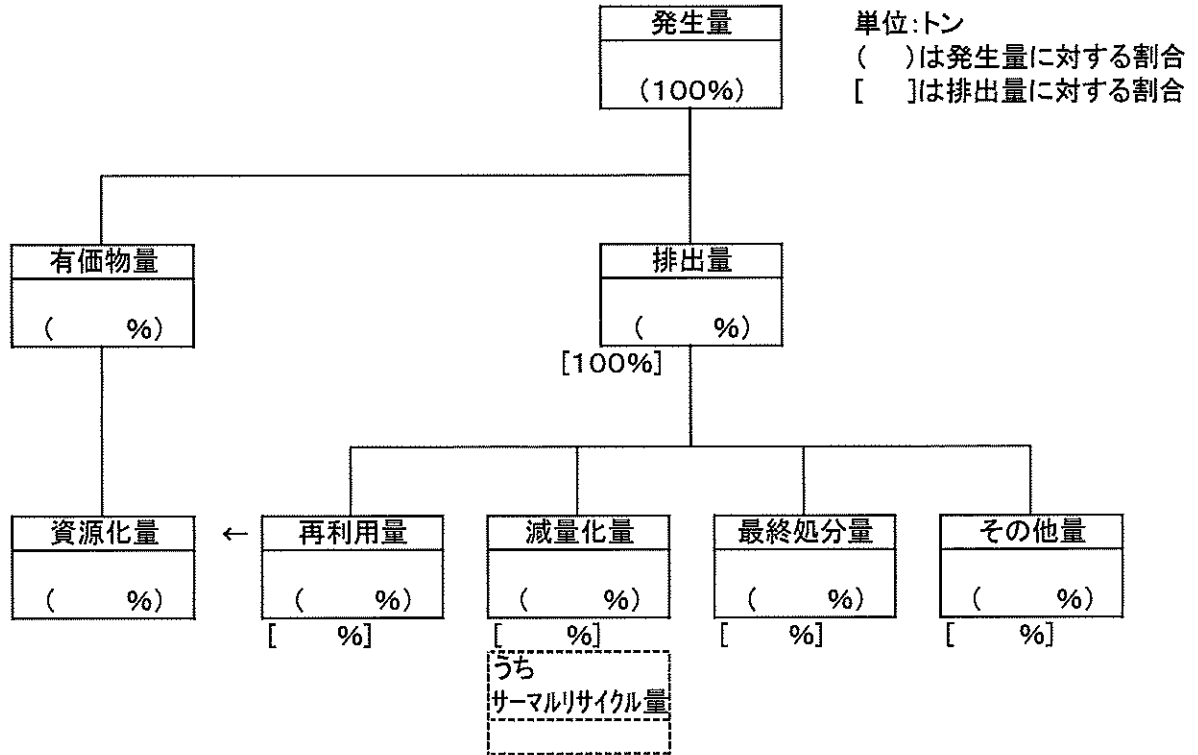 発生量
(100%)
単位:トン
(　)は発生量に対する割合
[　]は排出量に対する割合
有価物量
(　　%)
排出量
(　　%)
[100%]
資源化量
(　　%)
←
再利用量
(　　%)
[　　%]
減量化量
(　　%)
[　　%]
うち
サーマルリサイクル量
最終処分量
(　　%)
[　　%]
その他量
(　　%)
[　　%]